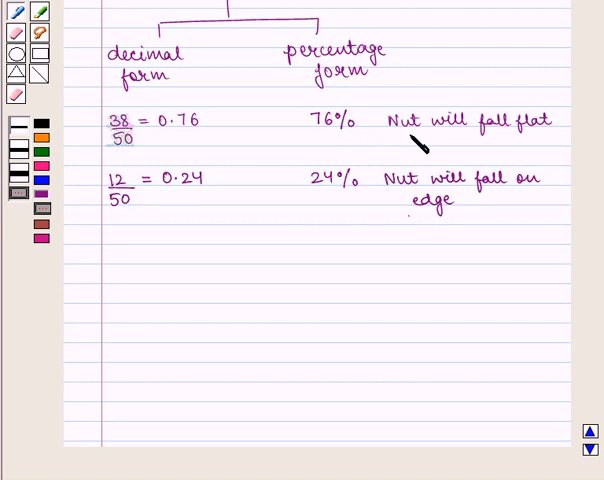 decimal form
percentage form
38/50 = 0.76 76% Nut will fall flat
12/50 = 0.24 24% Nut will fall on
edge